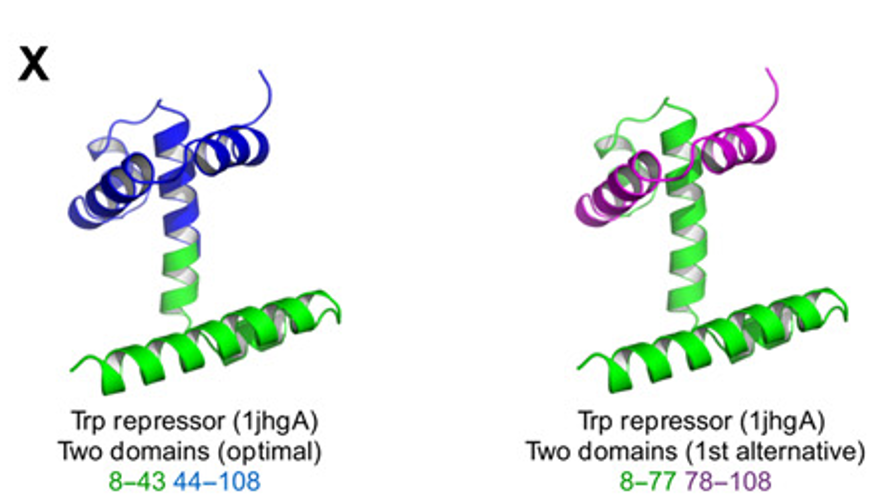 X
Trp repressor (1jhgA)
Two domains (optimal)
8–43 44–108
Trp repressor (1jhgA)
Two domains (1st alternative)
8–77 78–108